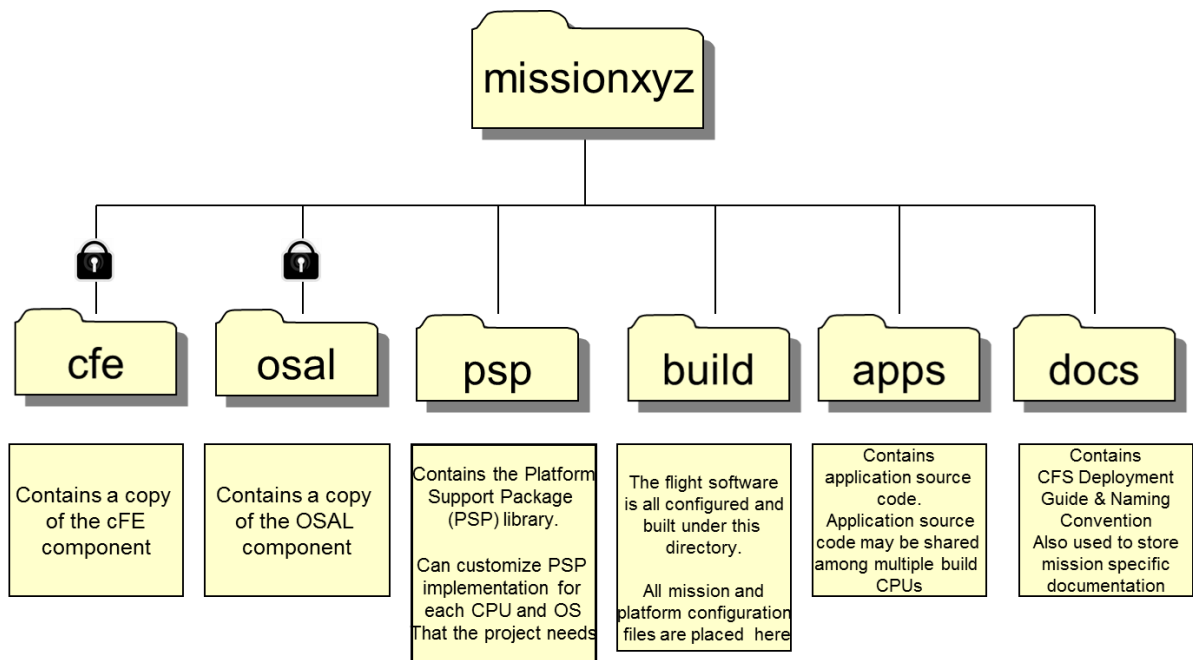 missionxyz
cfe
osal
psp
build
apps
docs
Contains a copy
of the cFE
component
Contains a copy
of the OSAL
component
Contains the Platform
Support Package
(PSP) library.
Can customize PSP
implementation for
each CPU and OS
That the project needs
The flight software
is all configured and
built under this
directory.
All mission and
platform configuration
files are placed here
Contains
application source
code.
Application source
code may be shared
among multiple build
CPUs
Contains
CFS Deployment
Guide & Naming
Convention
Also used to store
mission specific
documentation